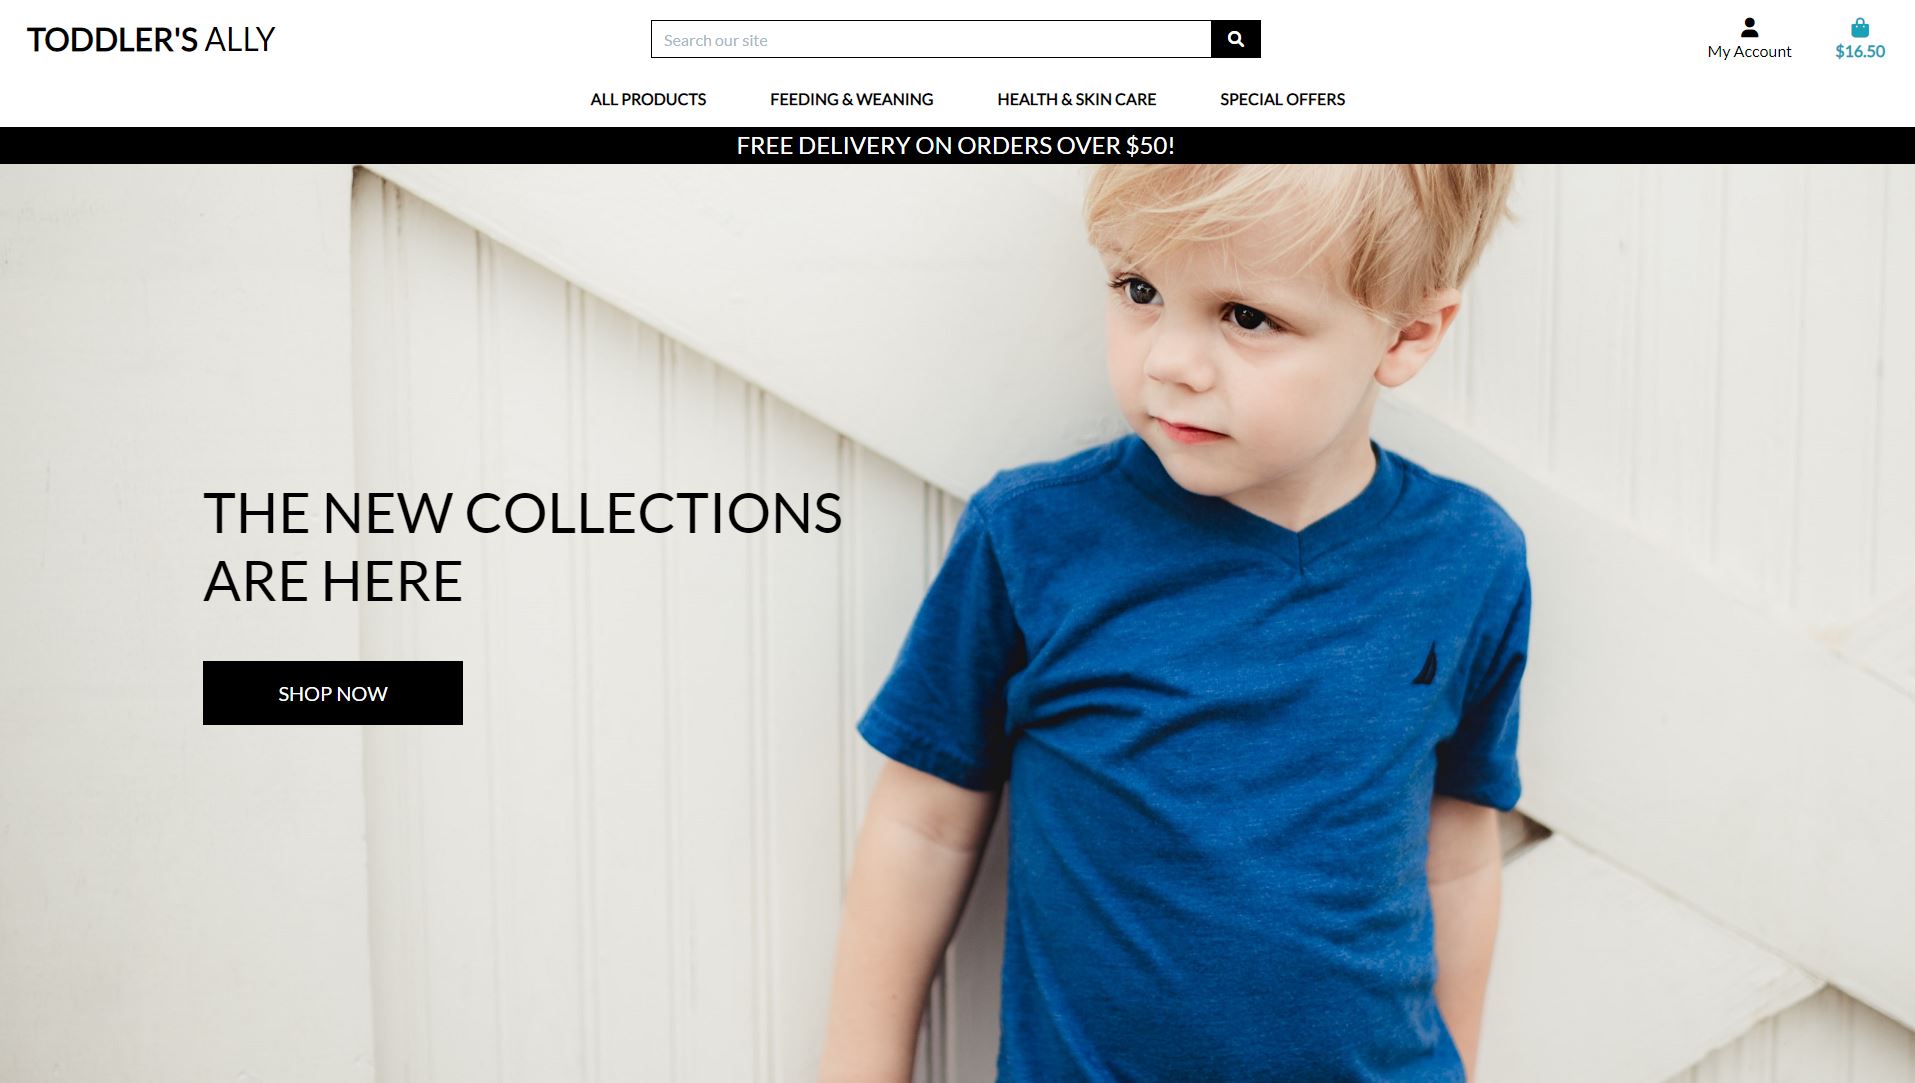 TODDLER'S ALLY
Search our site
My Account
$16.50
ALL PRODUCTS
FEEDING & WEANING
HEALTH & SKIN CARE
SPECIAL OFFERS
FREE DELIVERY ON ORDERS OVER $50!
THE NEW COLLECTIONS
ARE HERE
SHOP NOW